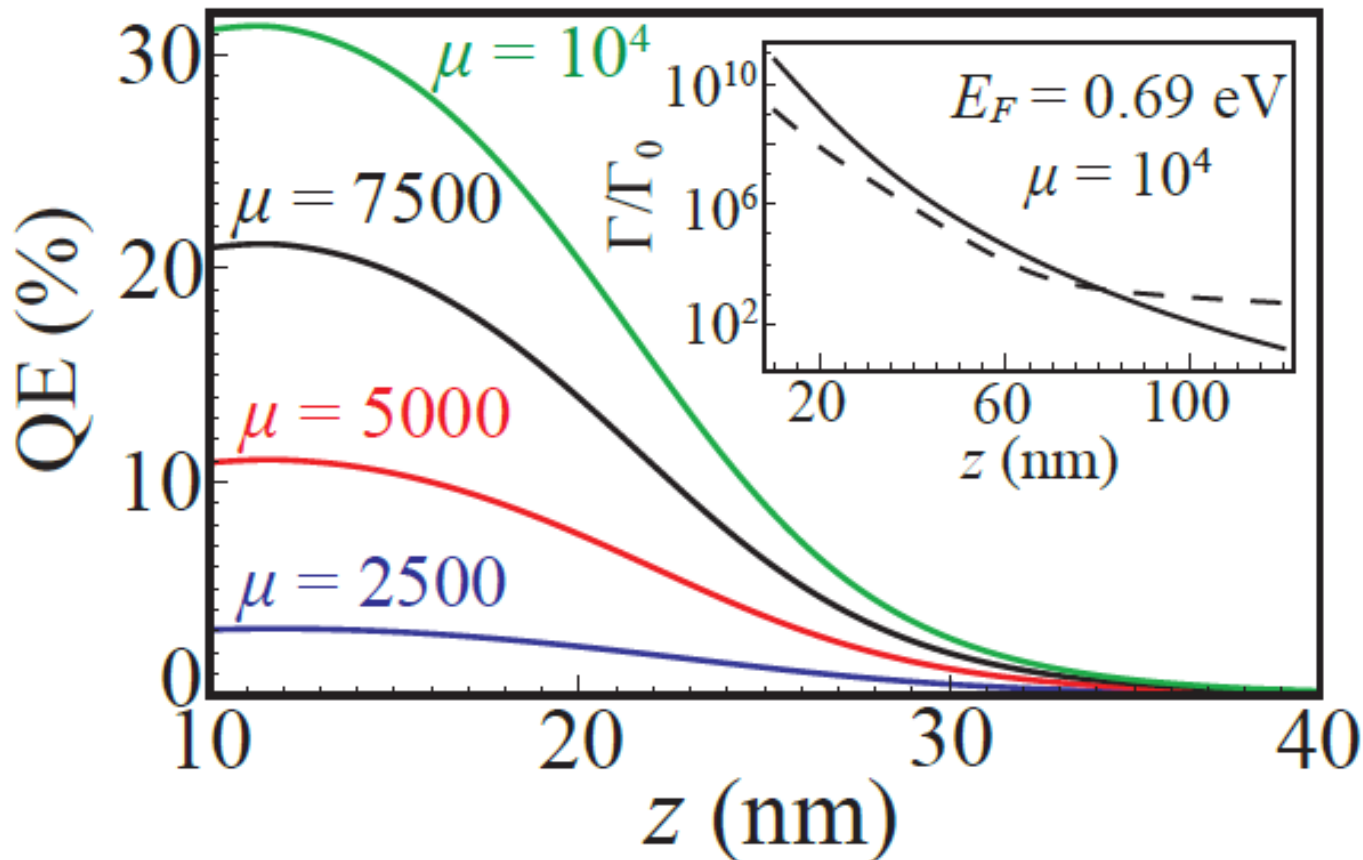 QE (%)
30
20
10
0
μ = 10⁴
μ = 7500
μ = 5000
μ = 2500
10 20 30 40
z (nm)
Γ/Γ₀
10¹⁰
10⁶
10²
E_F = 0.69 eV
μ = 10⁴
20 60 100
z (nm)